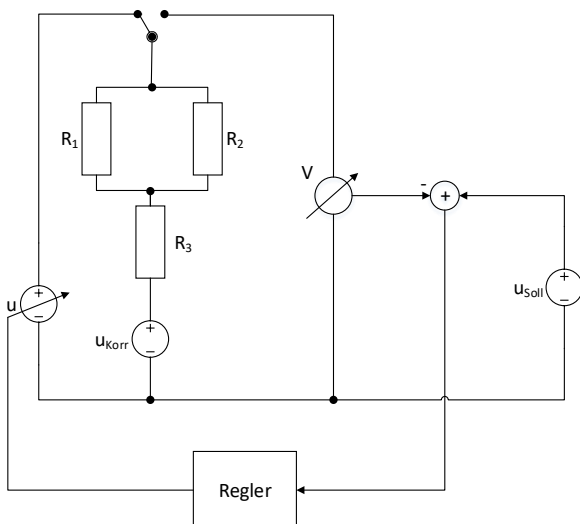 R1
R2
V
-
+
R3
u
+
−
+
−
uSoll
uKorr
+
−
Regler